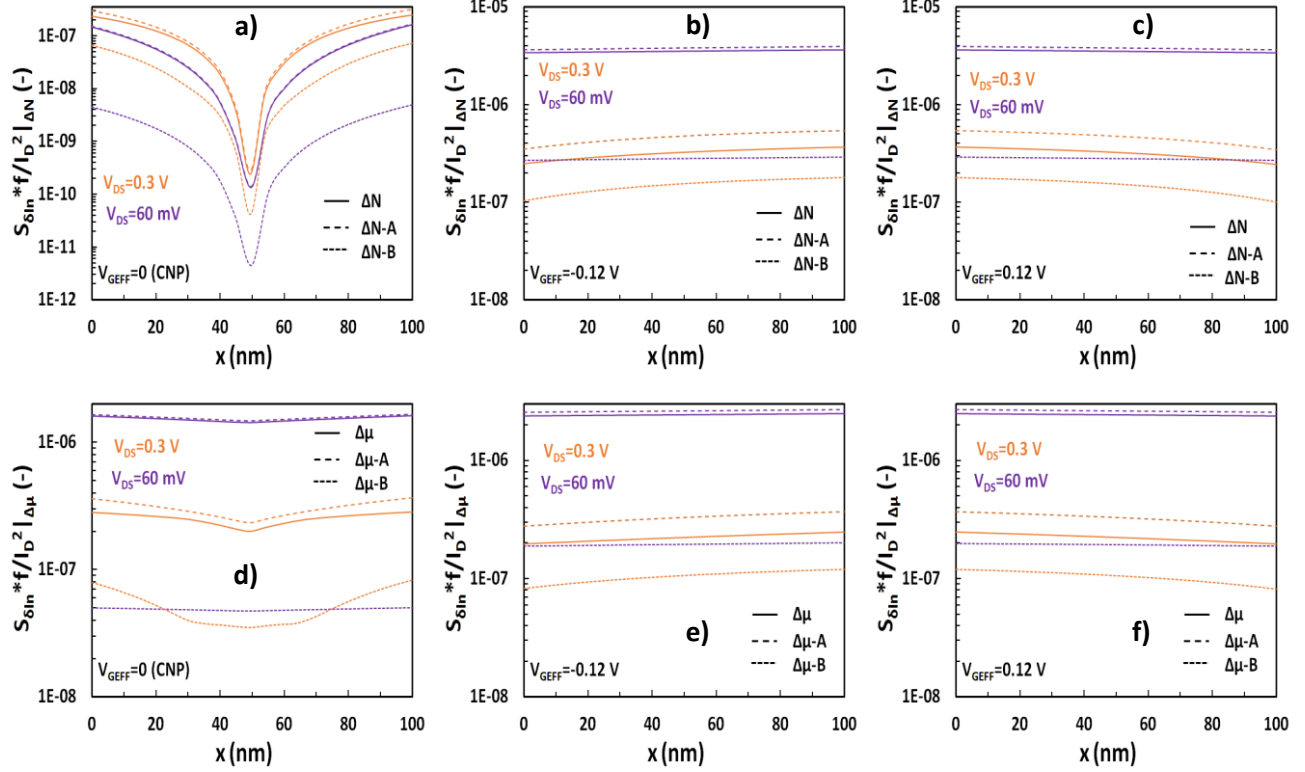 a)
S_δIn*f/I_D^2|_ΔN (-)
1E-07
1E-08
1E-09
1E-10
1E-11
1E-12
V_DS=0.3 V
V_DS=60 mV
ΔN
ΔN-A
ΔN-B
V_GEFF=0 (CNP)
0 20 40 60 80 100
x (nm)
b)
S_δIn*f/I_D^2|_ΔN (-)
1E-05
1E-06
1E-07
1E-08
V_DS=0.3 V
V_DS=60 mV
ΔN
ΔN-A
ΔN-B
V_GEFF=-0.12 V
0 20 40 60 80 100
x (nm)
c)
S_δIn*f/I_D^2|_ΔN (-)
1E-05
1E-06
1E-07
1E-08
V_DS=0.3 V
V_DS=60 mV
ΔN
ΔN-A
ΔN-B
V_GEFF=0.12 V
0 20 40 60 80 100
x (nm)
d)
S_δIn*f/I_D^2|_Δμ (-)
1E-06
1E-07
1E-08
V_DS=0.3 V
V_DS=60 mV
Δμ
Δμ-A
Δμ-B
V_GEFF=0 (CNP)
0 20 40 60 80 100
x (nm)
e)
S_δIn*f/I_D^2|_Δμ (-)
1E-06
1E-07
1E-08
V_DS=0.3 V
V_DS=60 mV
Δμ
Δμ-A
Δμ-B
V_GEFF=-0.12 V
0 20 40 60 80 100
x (nm)
f)
S_δIn*f/I_D^2|_Δμ (-)
1E-06
1E-07
1E-08
V_DS=0.3 V
V_DS=60 mV
Δμ
Δμ-A
Δμ-B
V_GEFF=0.12 V
0 20 40 60 80 100
x (nm)